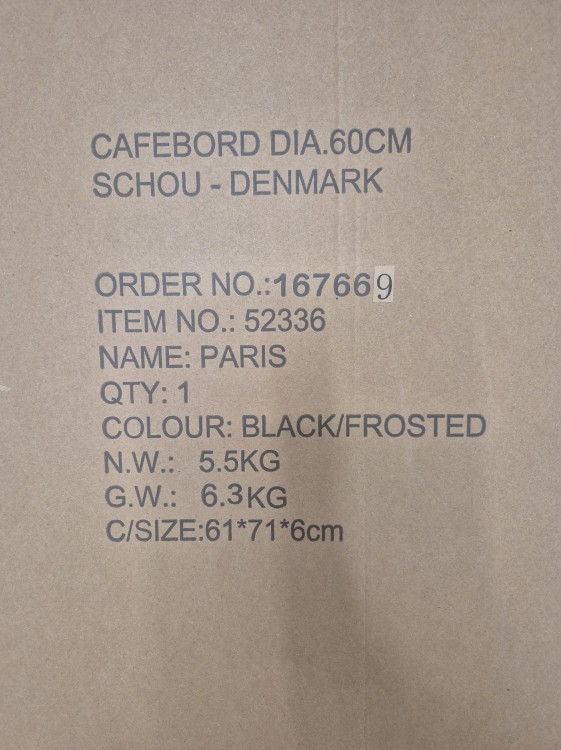 CAFEBORD DIA.60CM
SCHOU - DENMARK
ORDER NO.:167669
ITEM NO.: 52336
NAME: PARIS
QTY: 1
COLOUR: BLACK/FROSTED
N.W.: 5.5KG
G.W.: 6.3KG
C/SIZE:61*71*6cm